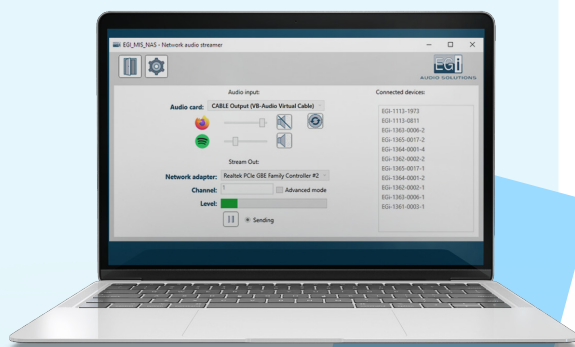 EGI_MIS_NAS - Network audio streamer
EGi
AUDIO SOLUTIONS
Audio input:
Audio card: CABLE Output (VB-Audio Virtual Cable)
Stream Out:
Network adapter: Realtek PCIe GBE Family Controller #2
Channel: 1 Advanced mode
Level:
Sending
Connected devices:
EGI-1113-1973
EGI-1113-0811
EGI-1363-0006-2
EGI-1365-0017-2
EGI-1364-0001-4
EGI-1362-0002-2
EGI-1365-0017-1
EGI-1364-0001-2
EGI-1362-0002-1
EGI-1363-0006-1
EGI-1361-0003-1